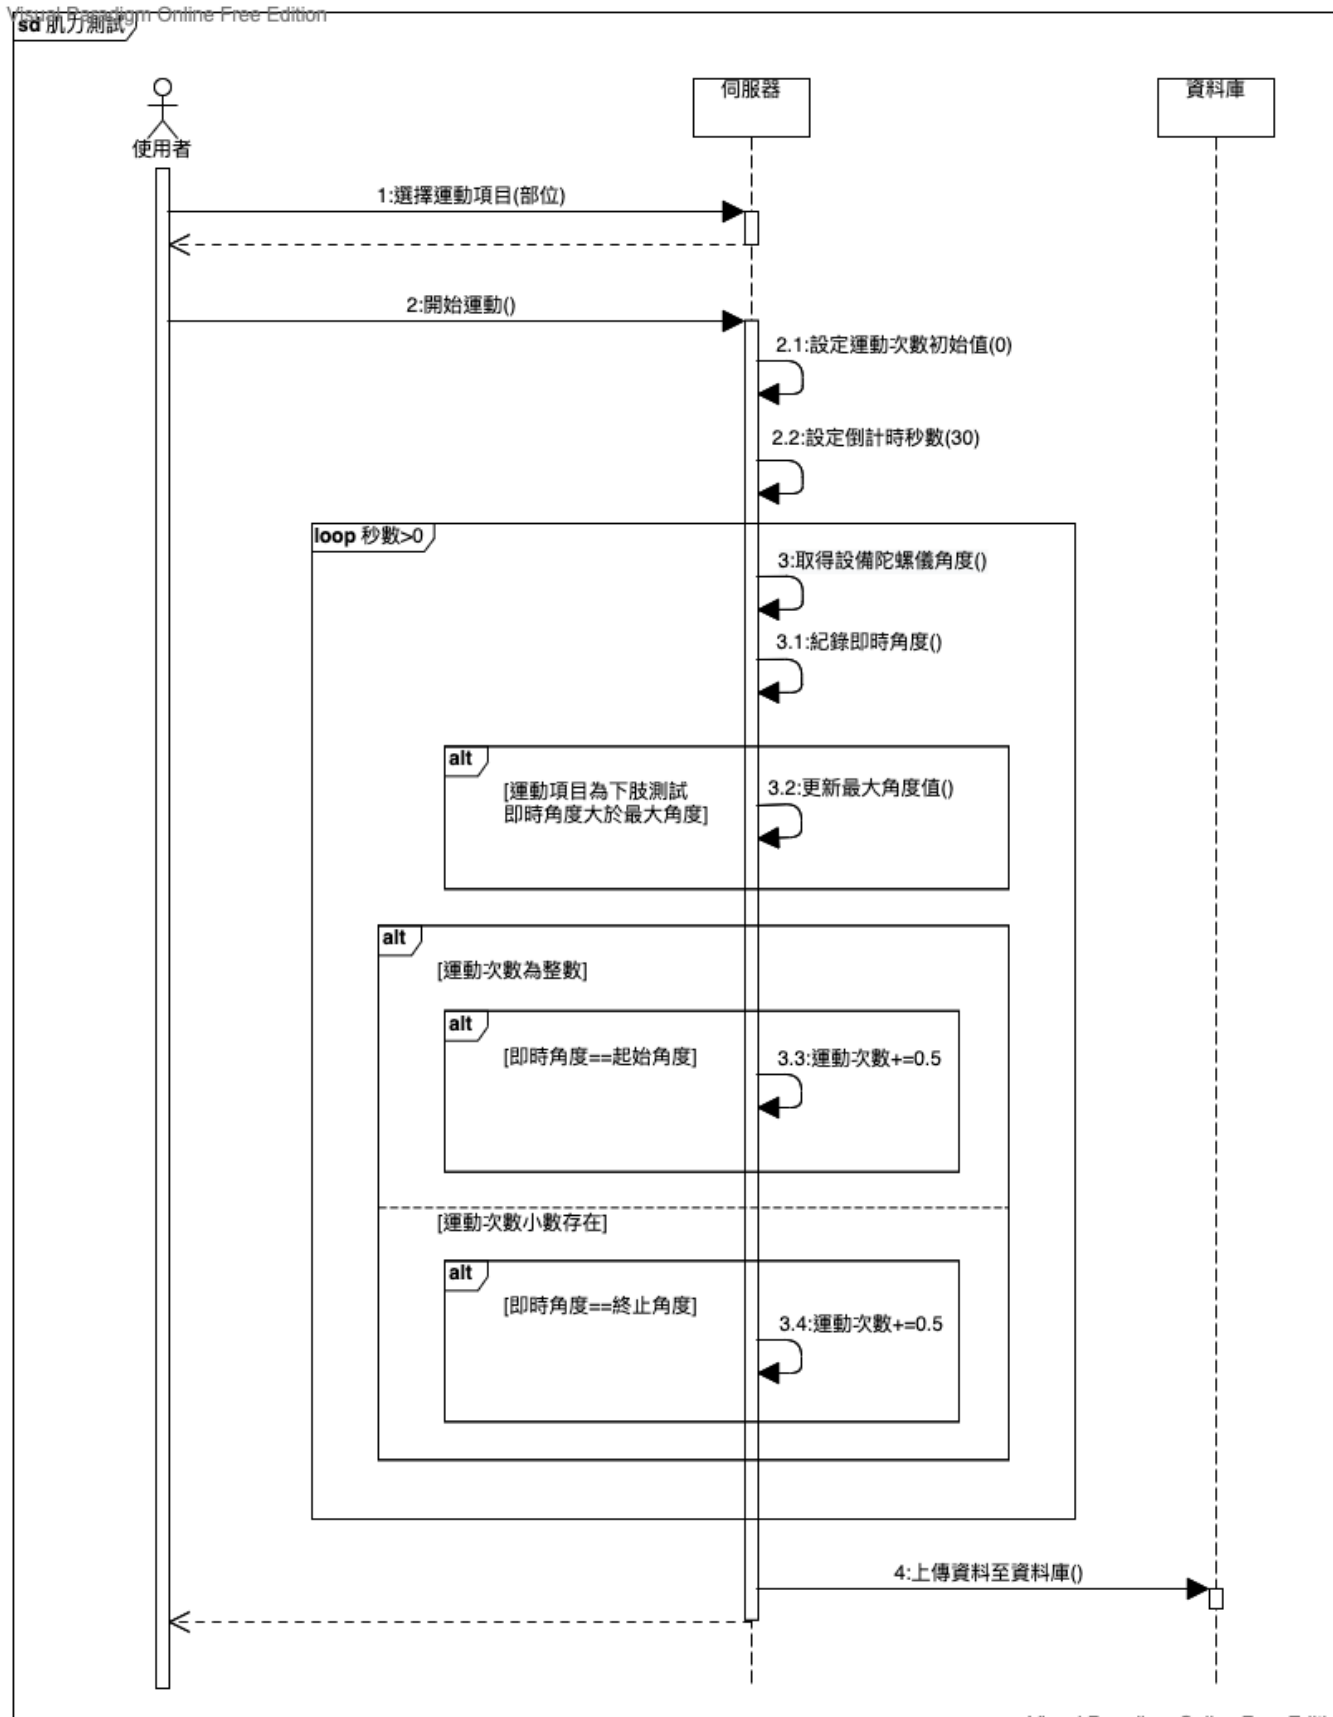 Visual Paradigm Online Free Edition
sd 肌力測試
伺服器
資料庫
使用者
1:選擇運動項目(部位)
2:開始運動()
2.1:設定運動次數初始值(0)
2.2:設定倒計時秒數(30)
loop 秒數>0
3:取得設備陀螺儀角度()
3.1:紀錄即時角度()
alt
[運動項目為下肢測試
即時角度大於最大角度]
3.2:更新最大角度值()
alt
[運動次數為整數]
alt
[即時角度==起始角度]
3.3:運動次數+=0.5
[運動次數小數存在]
alt
[即時角度==終止角度]
3.4:運動次數+=0.5
4:上傳資料至資料庫()